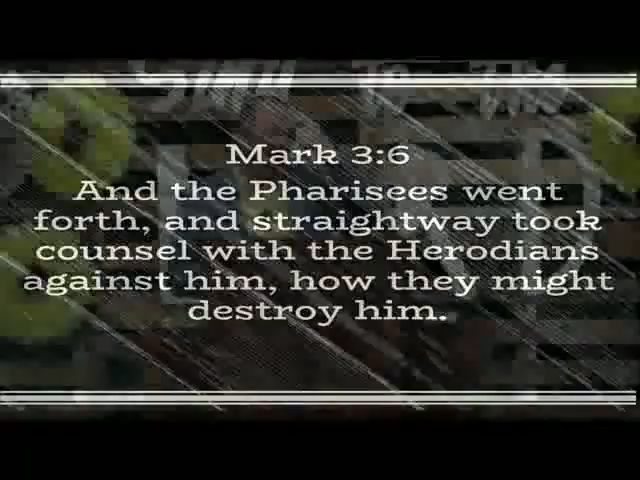 Mark 3:6
And the Pharisees went
forth, and straightway took
counsel with the Herodians
against him, how they might
destroy him.